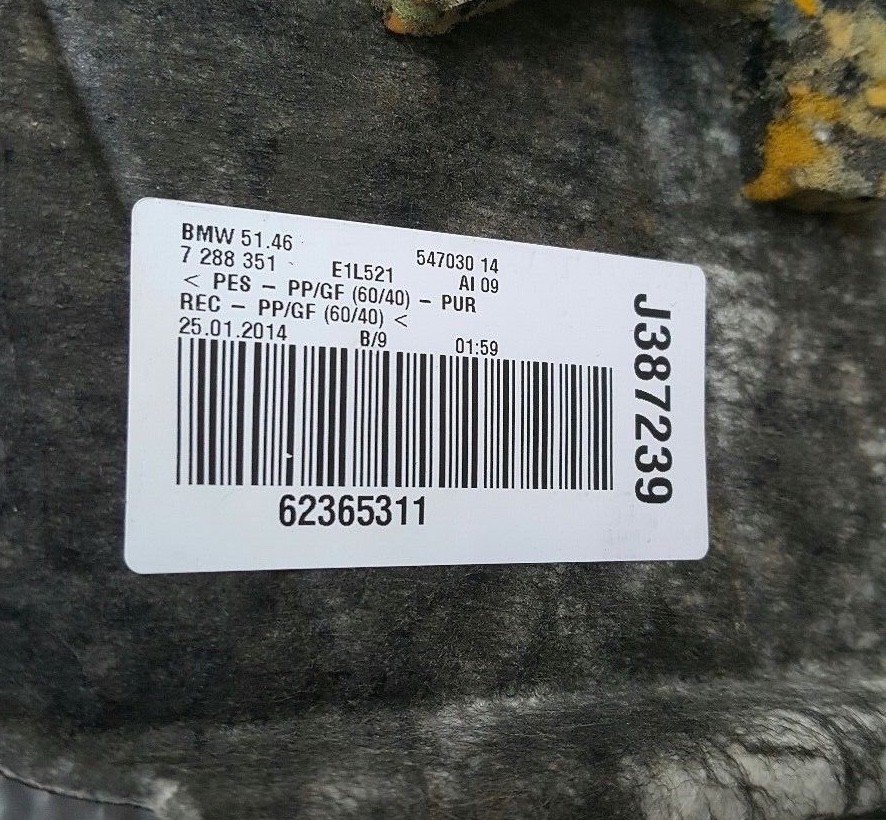 BMW 51.46 547030 14
7 288 351 E1L521 AI 09
< PES - PP/GF (60/40) - PUR
REC - PP/GF (60/40) <
25.01.2014 B/9 01:59
62365311
J387239